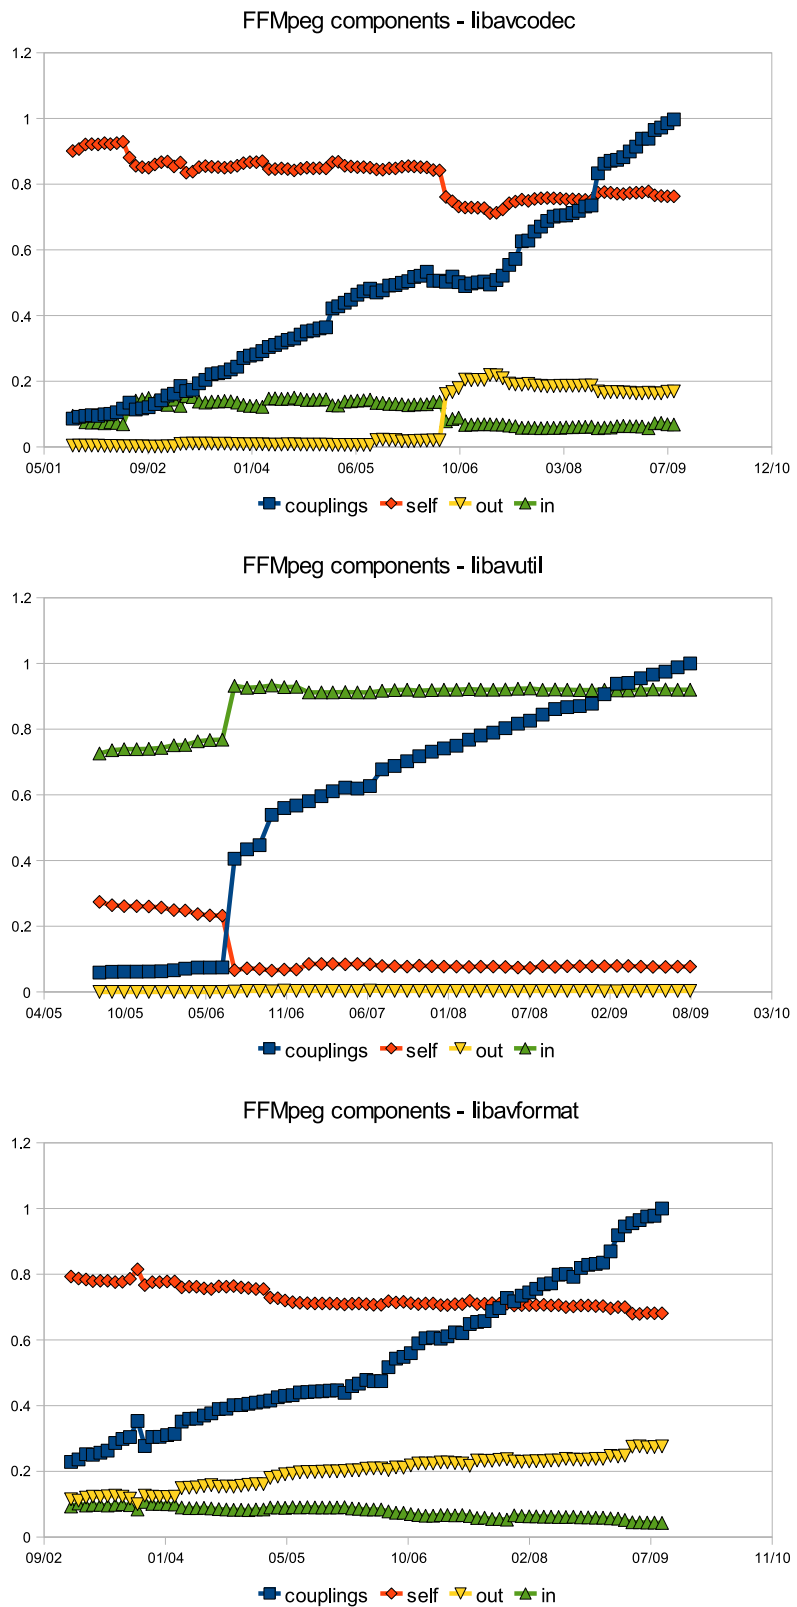 FFMpeg components - libavcodec
1.2
1
0.8
0.6
0.4
0.2
0
05/01 09/02 01/04 06/05 10/06 03/08 07/09 12/10
couplings self out in
FFMpeg components - libavutil
1.2
1
0.8
0.6
0.4
0.2
0
04/05 10/05 05/06 11/06 06/07 01/08 07/08 02/09 08/09 03/10
couplings self out in
FFMpeg components - libavformat
1.2
1
0.8
0.6
0.4
0.2
0
09/02 01/04 05/05 10/06 02/08 07/09 11/10
couplings self out in